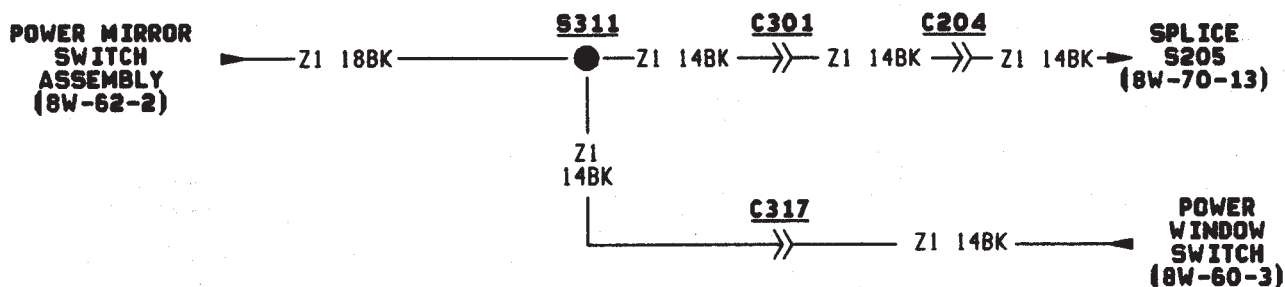 POWER MIRROR
SWITCH
ASSEMBLY
(8W-62-2)
Z1 18BK
S311
Z1 14BK
C301
Z1 14BK
C204
Z1 14BK
SPLICE
S205
(8W-70-13)
Z1
14BK
C317
Z1 14BK
POWER
WINDOW
SWITCH
(8W-60-3)